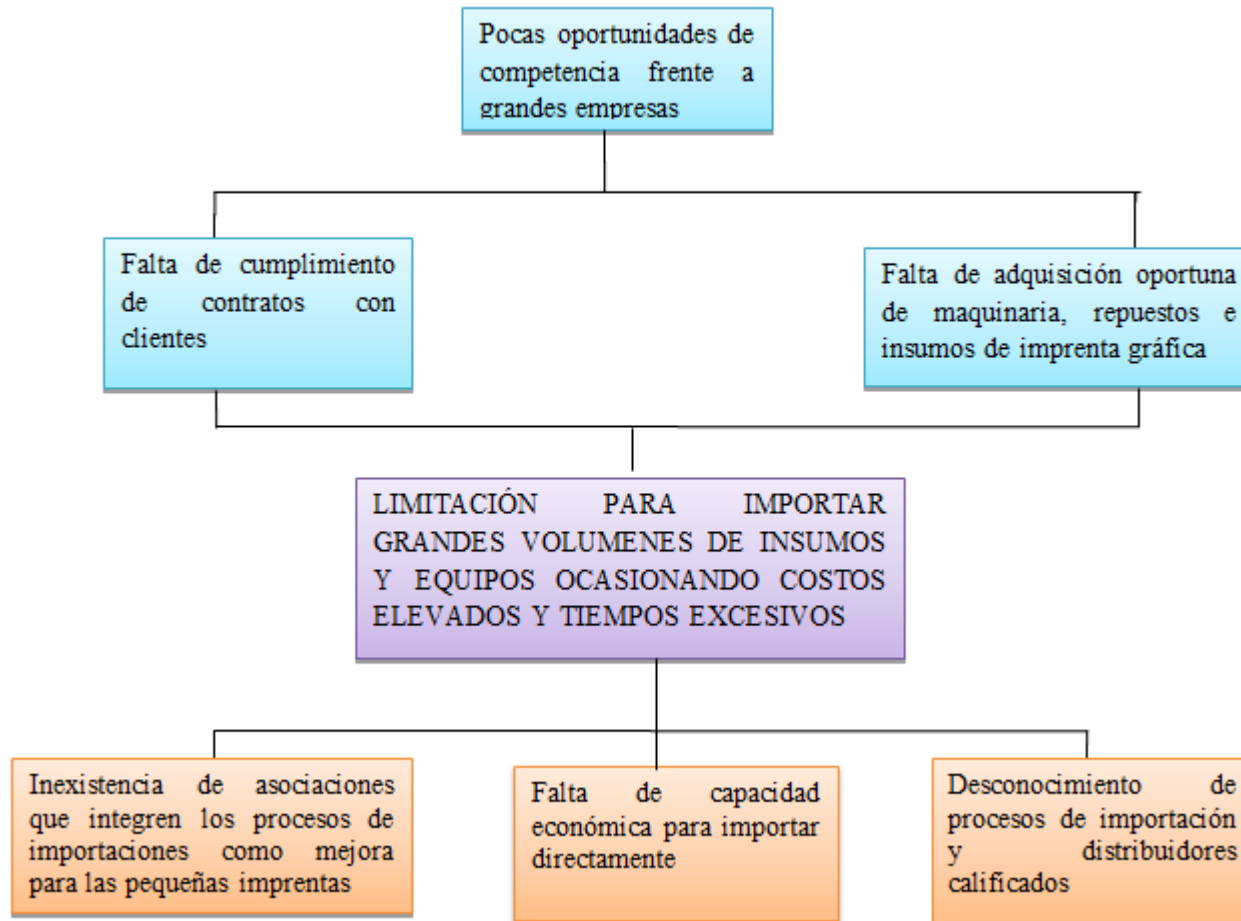 Pocas oportunidades de
competencia frente a
grandes empresas
Falta de cumplimiento
de contratos con
clientes
Falta de adquisición oportuna
de maquinaria, repuestos e
insumos de imprenta gráfica
LIMITACIÓN PARA IMPORTAR
GRANDES VOLUMENES DE INSUMOS
Y EQUIPOS OCASIONANDO COSTOS
ELEVADOS Y TIEMPOS EXCESIVOS
Inexistencia de asociaciones
que integren los procesos de
importaciones como mejora
para las pequeñas imprentas
Falta de capacidad
económica para importar
directamente
Desconocimiento de
procesos de importación
y distribuidores
calificados